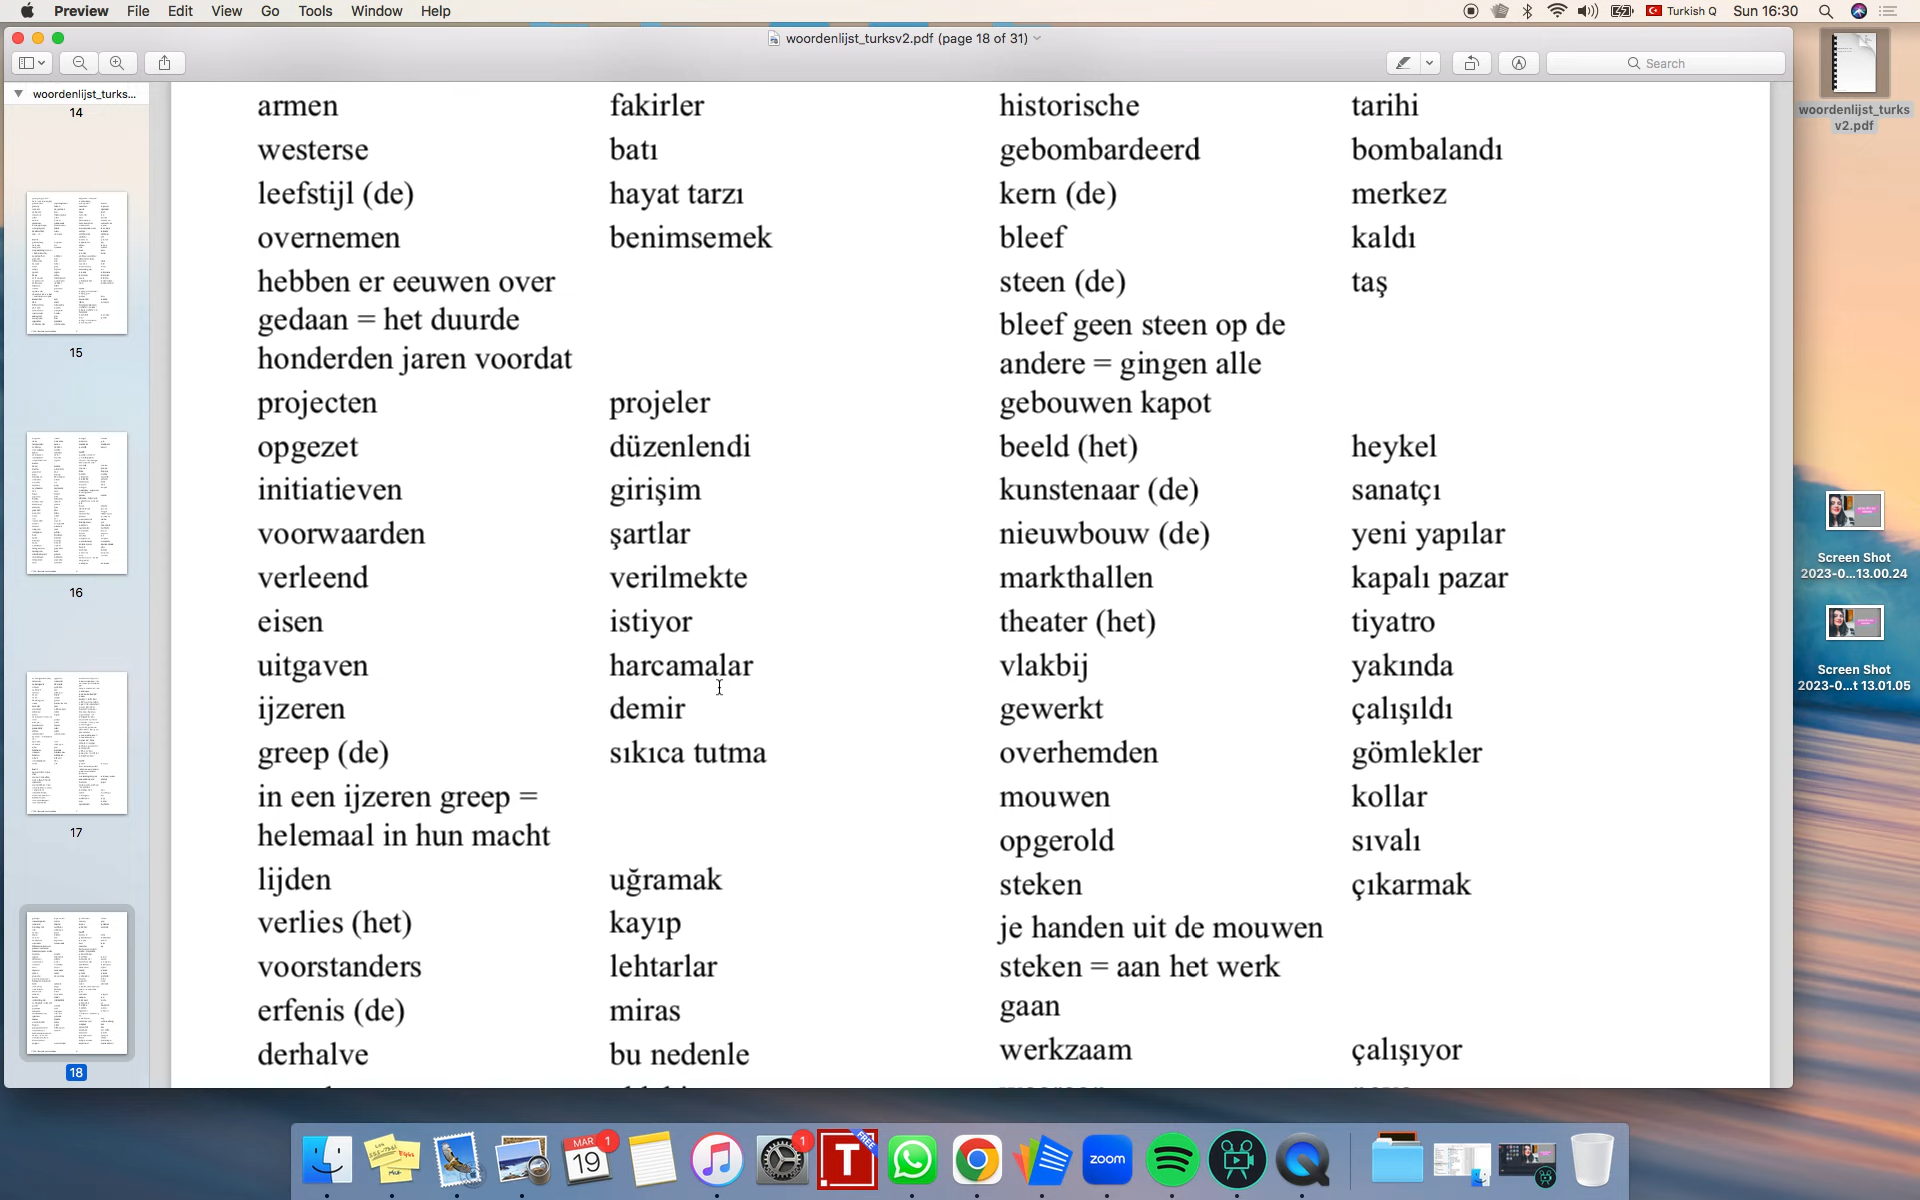 Preview File Edit View Go Tools Window Help
Turkish Q Sun 16:30
woordenlijst_turksv2.pdf (page 18 of 31)
Search
woordenlijst_turks...
14
15
16
17
18
armen fakirler
westerse batı
leefstijl (de) hayat tarzı
overnemen benimsemek
hebben er eeuwen over
gedaan = het duurde
honderden jaren voordat
projecten projeler
opgezet düzenlendi
initiatieven girişim
voorwaarden şartlar
verleend verilmekte
eisen istiyor
uitgaven harcamalar
ijzeren demir
greep (de) sıkıca tutma
in een ijzeren greep =
helemaal in hun macht
lijden uğramak
verlies (het) kayıp
voorstanders lehtarlar
erfenis (de) miras
derhalve bu nedenle
historische tarihi
gebombardeerd bombalandı
kern (de) merkez
bleef kaldı
steen (de) taş
bleef geen steen op de
andere = gingen alle
gebouwen kapot
beeld (het) heykel
kunstenaar (de) sanatçı
nieuwbouw (de) yeni yapılar
markthallen kapalı pazar
theater (het) tiyatro
vlakbij yakında
gewerkt çalışıldı
overhemden gömlekler
mouwen kollar
opgerold sıvalı
steken çıkarmak
je handen uit de mouwen
steken = aan het werk
gaan
werkzaam çalışıyor
woordenlijst_turks
v2.pdf
Screen Shot
2023-0...13.00.24
Screen Shot
2023-0...t 13.01.05
MAR
19
1
1
T
FREE
zoom